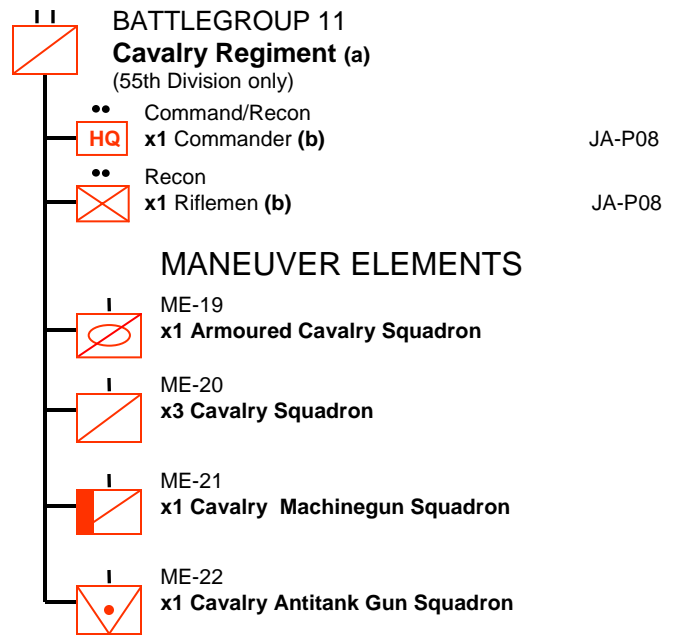 BATTLEGROUP 11
Cavalry Regiment (a)
(55th Division only)
Command/Recon
HQ x1 Commander (b) JA-P08
Recon
x1 Riflemen (b) JA-P08
MANEUVER ELEMENTS
ME-19
x1 Armoured Cavalry Squadron
ME-20
x3 Cavalry Squadron
ME-21
x1 Cavalry Machinegun Squadron
ME-22
x1 Cavalry Antitank Gun Squadron